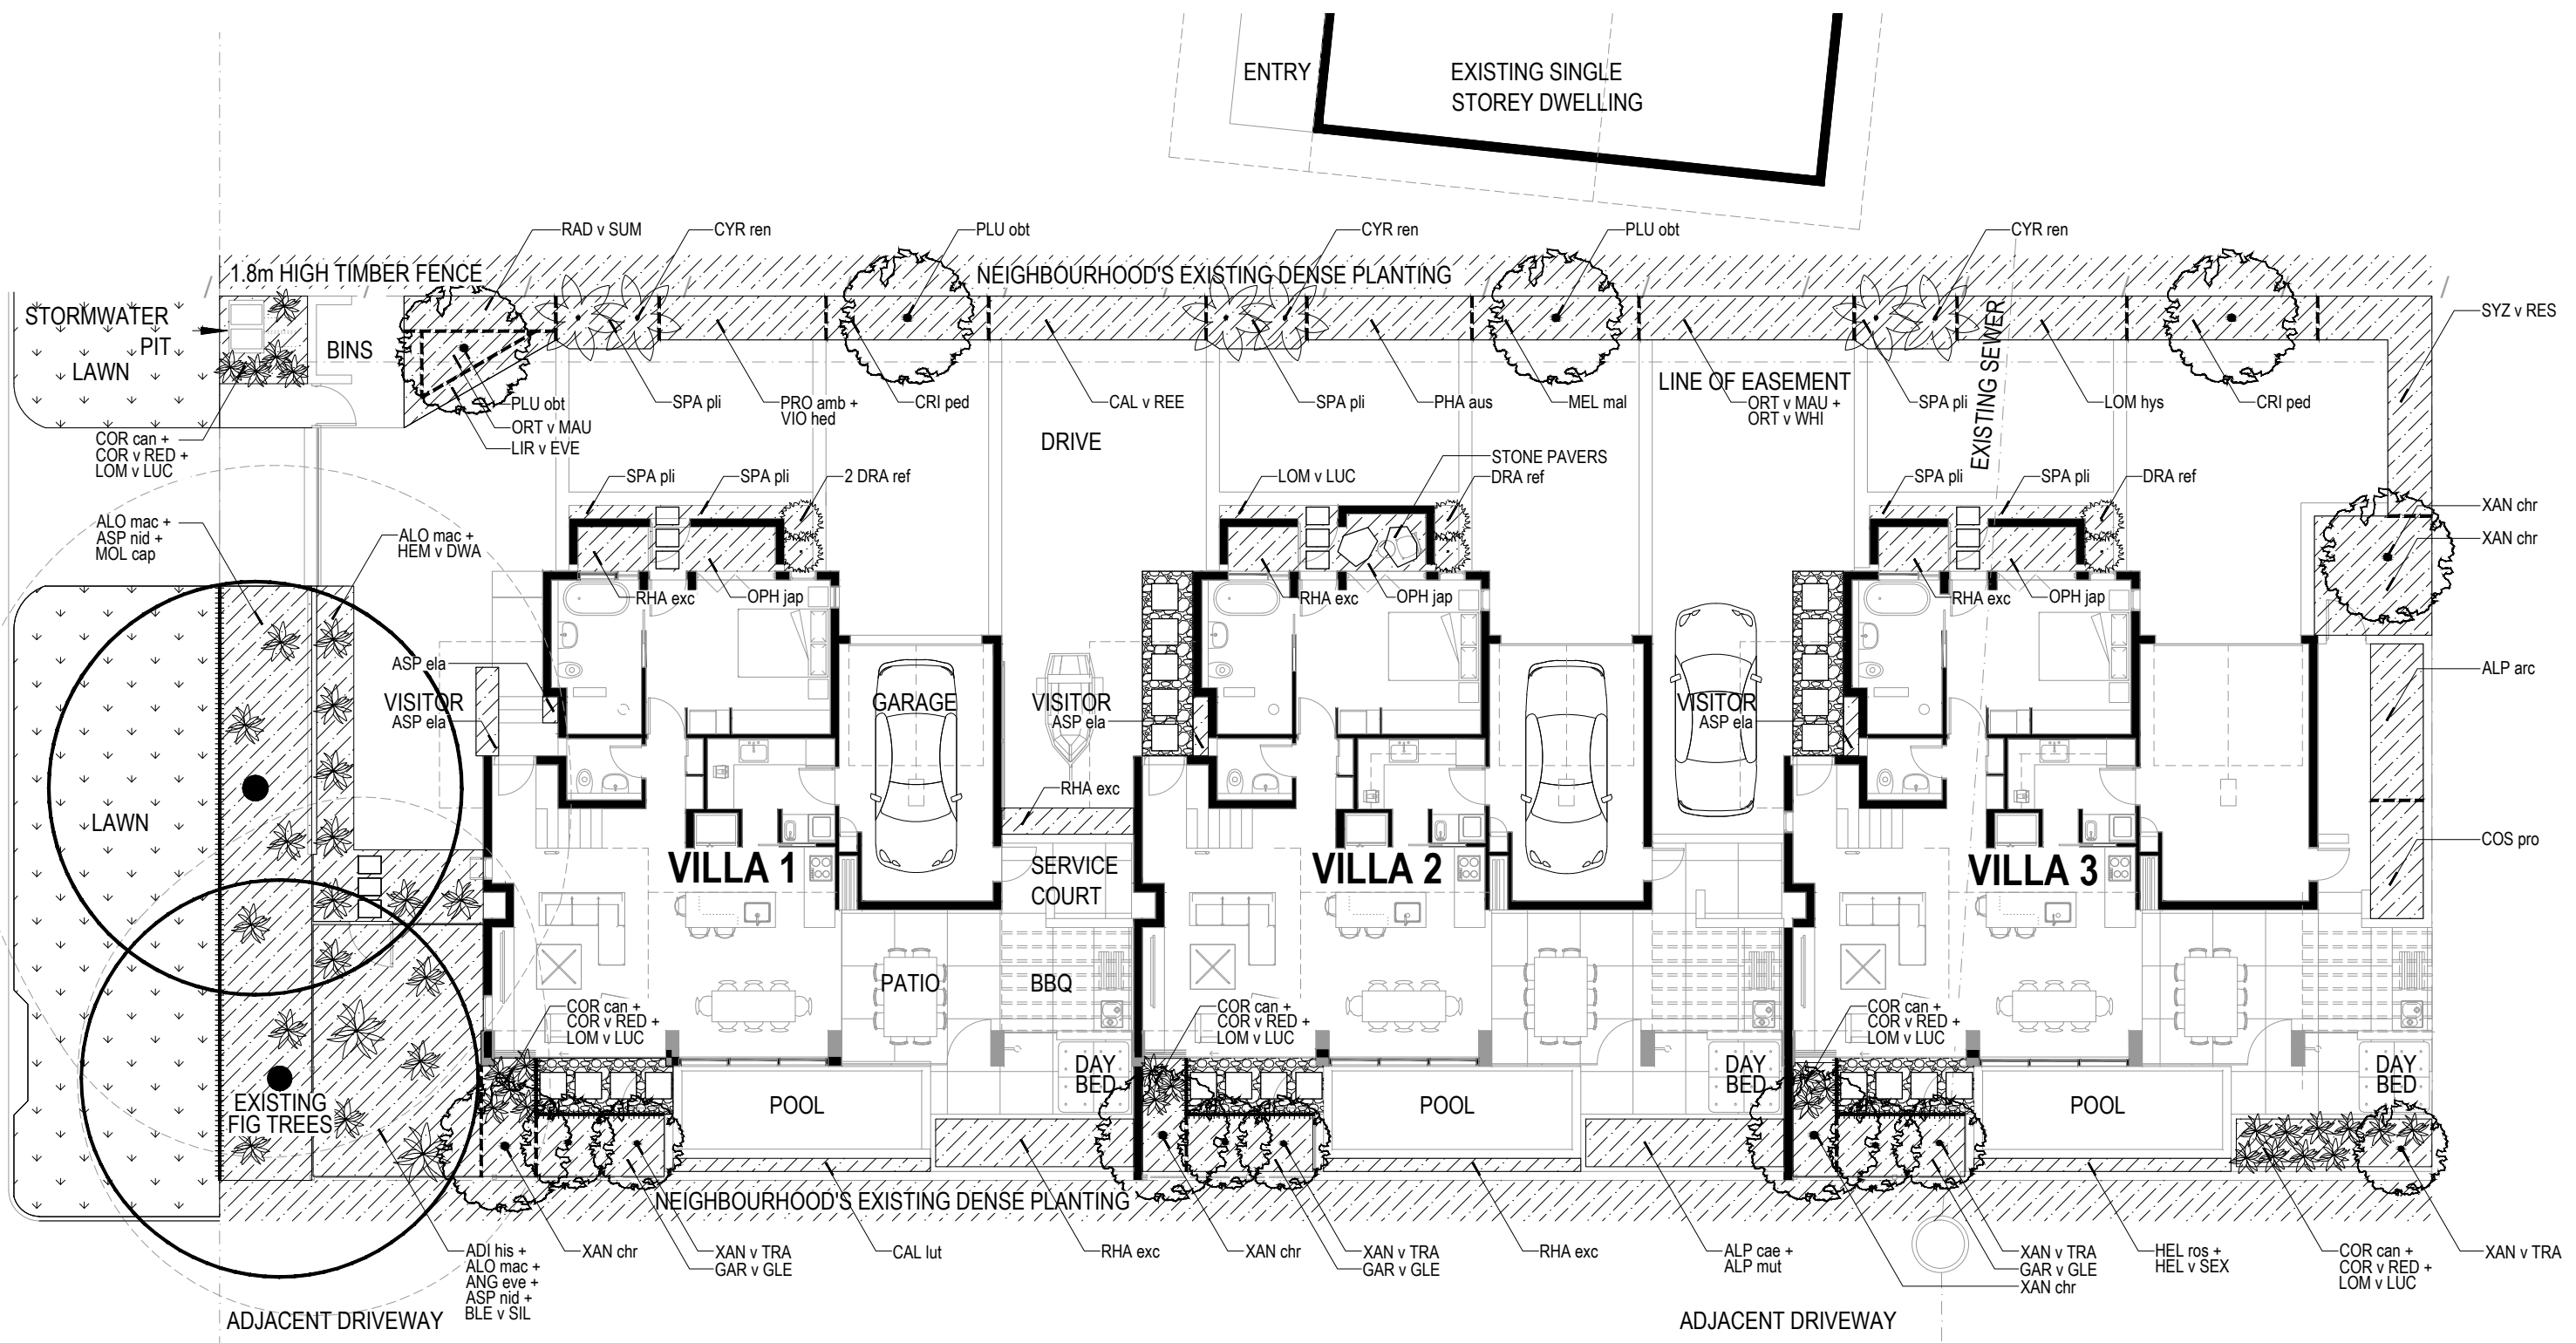 ENTRY
EXISTING SINGLE
STOREY DWELLING
RAD v SUM
CYR ren
PLU obt
CYR ren
PLU obt
CYR ren
1.8m HIGH TIMBER FENCE
NEIGHBOURHOOD'S EXISTING DENSE PLANTING
STORMWATER
PIT
LAWN
BINS
SYZ v RES
EXISTING SEWER
LINE OF EASEMENT
PLU obt
ORT v MAU
LIR v EVE
SPA pli
PRO amb +
VIO hed
CRI ped
CAL v REE
SPA pli
PHA aus
MEL mal
ORT v MAU +
ORT v WHI
SPA pli
LOM hys
CRI ped
COR can +
COR v RED +
LOM v LUC
DRIVE
SPA pli
SPA pli
2 DRA ref
LOM v LUC
STONE PAVERS
DRA ref
SPA pli
SPA pli
DRA ref
XAN chr
XAN chr
ALO mac +
ASP nid +
MOL cap
ALO mac +
HEM v DWA
RHA exc
OPH jap
RHA exc
OPH jap
RHA exc
OPH jap
ASP ela
VISITOR
ASP ela
GARAGE
VISITOR
ASP ela
VISITOR
ASP ela
ALP arc
RHA exc
LAWN
VILLA 1
SERVICE
COURT
VILLA 2
VILLA 3
COS pro
PATIO
BBQ
COR can +
COR v RED +
LOM v LUC
COR can +
COR v RED +
LOM v LUC
COR can +
COR v RED +
LOM v LUC
DAY
BED
DAY
BED
DAY
BED
EXISTING
FIG TREES
POOL
POOL
POOL
NEIGHBOURHOOD'S EXISTING DENSE PLANTING
ADI his +
ALO mac +
ANG eve +
ASP nid +
BLE v SIL
XAN chr
XAN v TRA
GAR v GLE
CAL lut
RHA exc
XAN chr
XAN v TRA
GAR v GLE
RHA exc
ALP cae +
ALP mut
XAN v TRA
GAR v GLE
XAN chr
HEL ros +
HEL v SEX
COR can +
COR v RED +
LOM v LUC
XAN v TRA
ADJACENT DRIVEWAY
ADJACENT DRIVEWAY